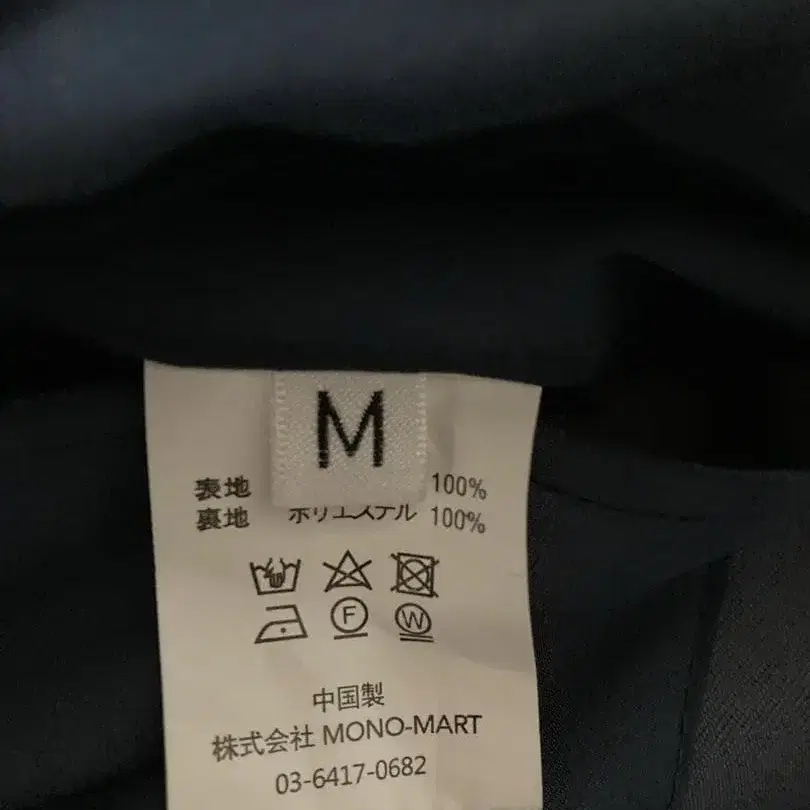 M
表地 100%
裏地 ポリエステル 100%
F W
中国製
株式会社 MONO-MART
03-6417-0682